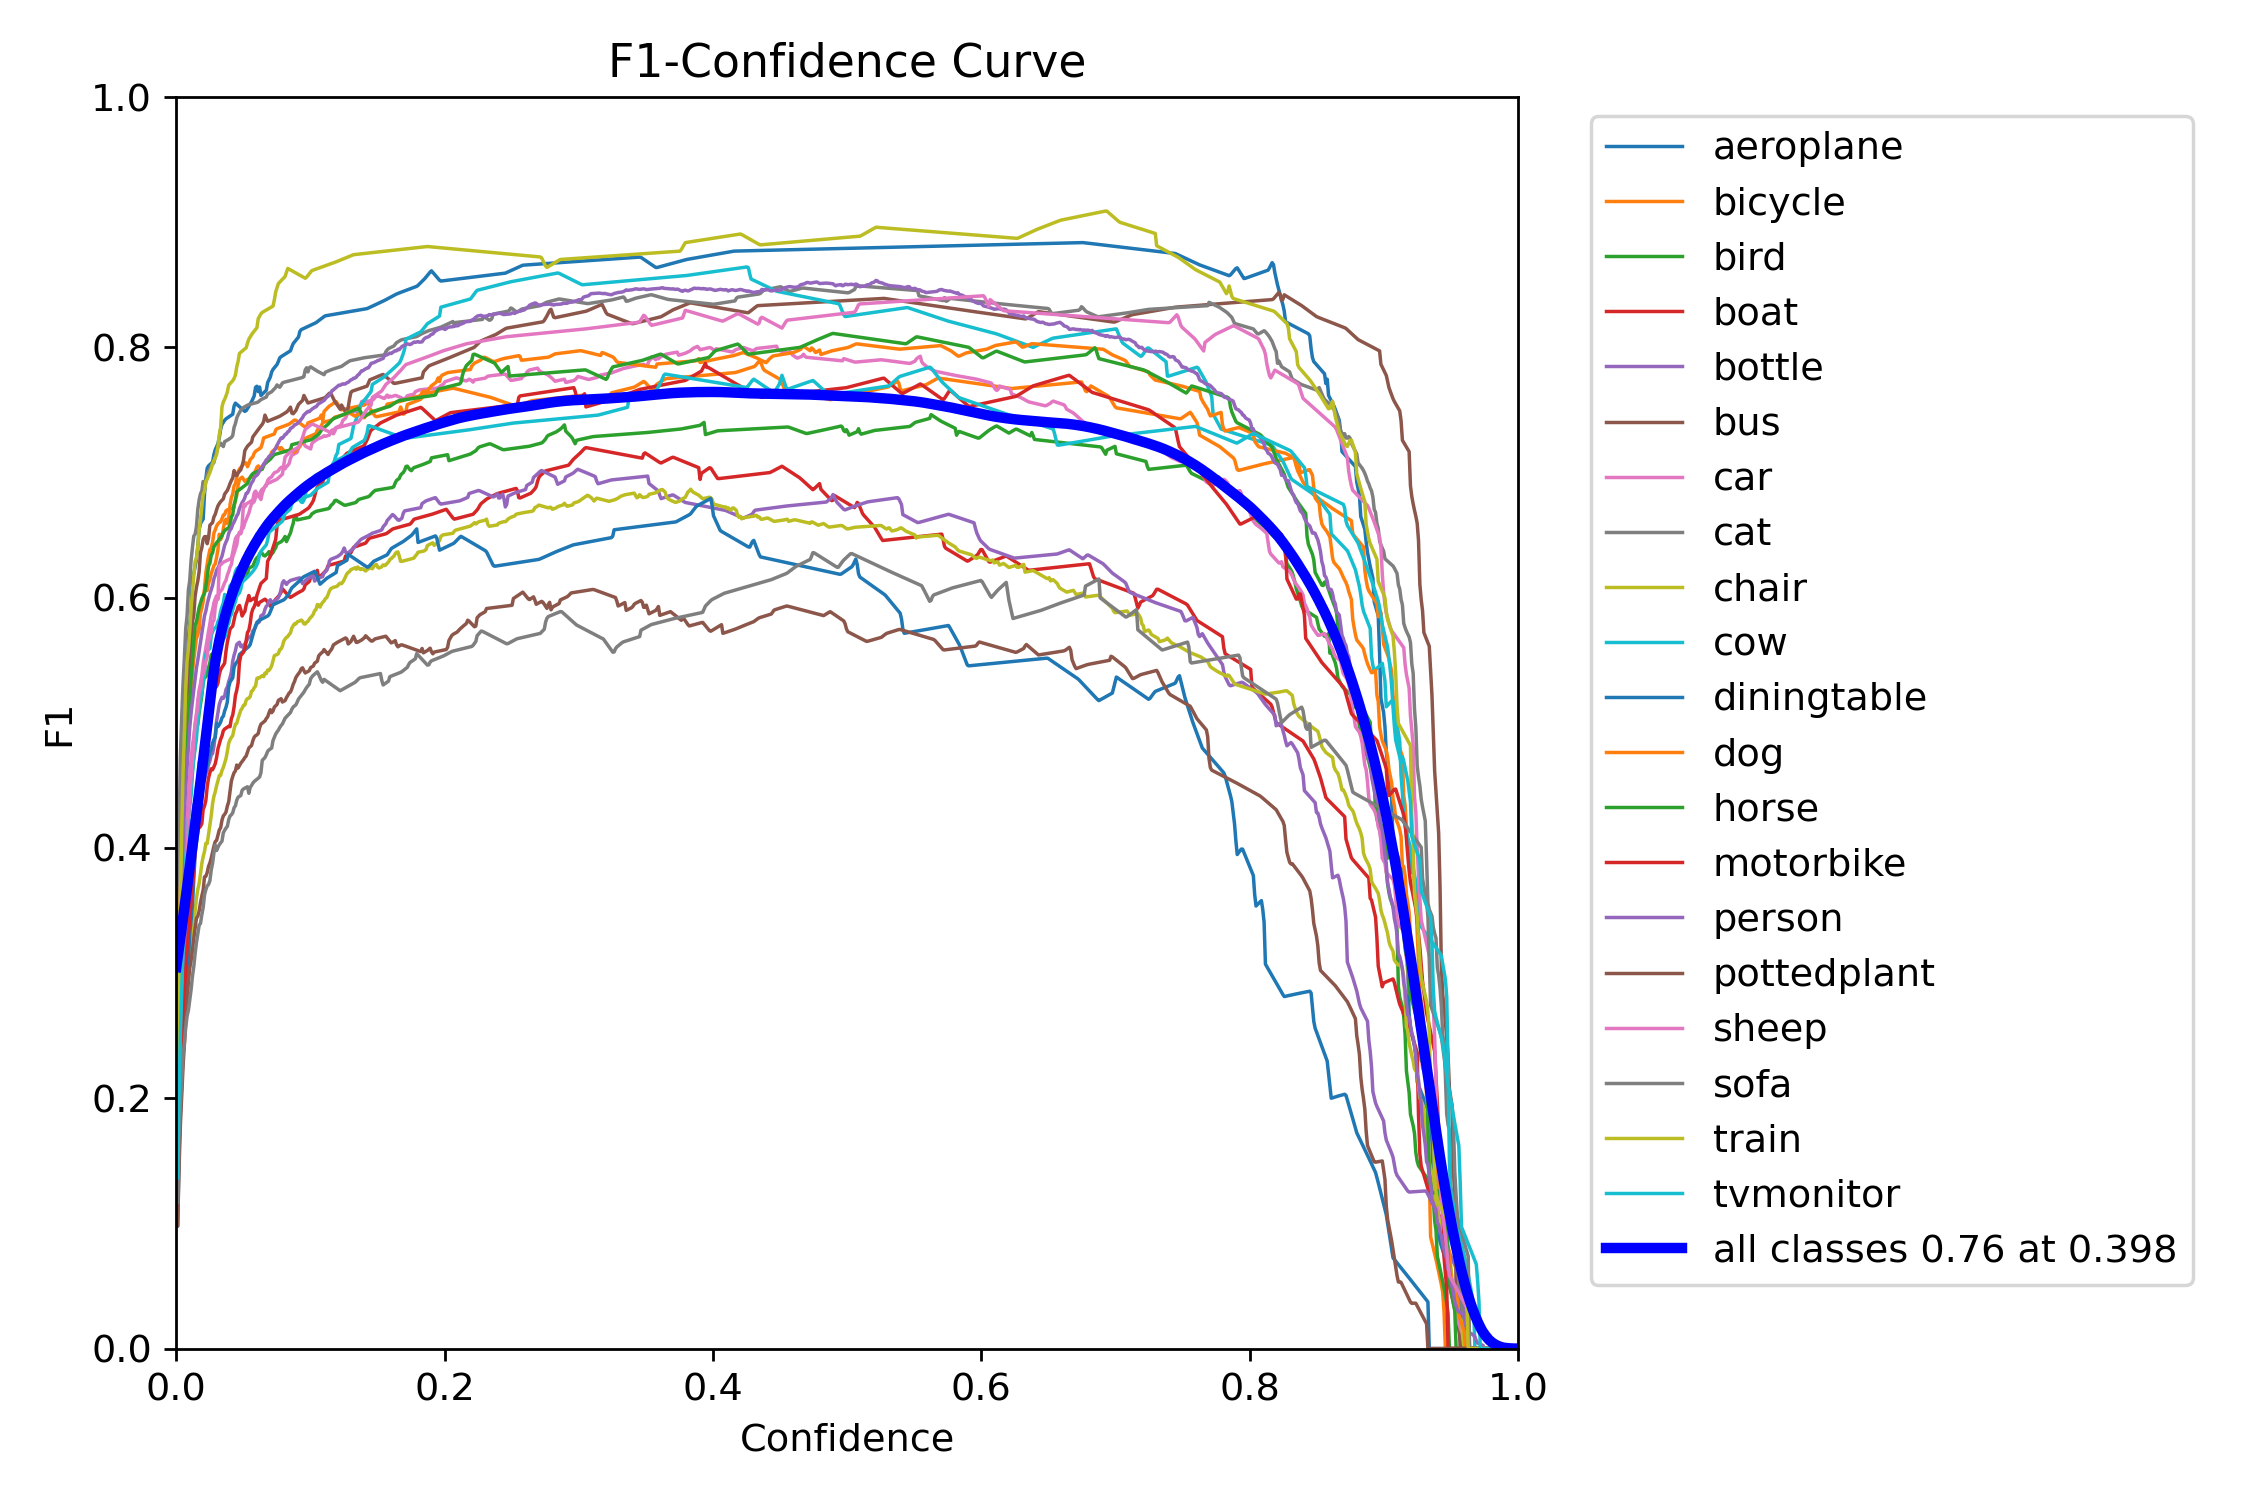 F1-Confidence Curve
1.0
0.8
0.6
0.4
0.2
0.0
F1
0.0 0.2 0.4 0.6 0.8 1.0
Confidence
aeroplane
bicycle
bird
boat
bottle
bus
car
cat
chair
cow
diningtable
dog
horse
motorbike
person
pottedplant
sheep
sofa
train
tvmonitor
all classes 0.76 at 0.398